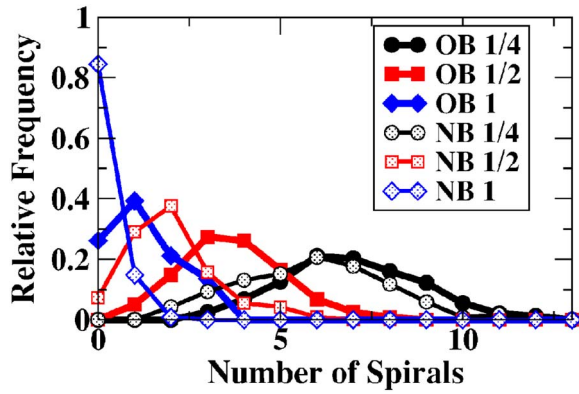 1
0.8
0.6
0.4
0.2
0
Relative Frequency
OB 1/4
OB 1/2
OB 1
NB 1/4
NB 1/2
NB 1
0 5 10
Number of Spirals